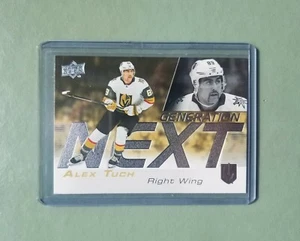 GENERATION
NEXT
ALEX TUCH
Right Wing